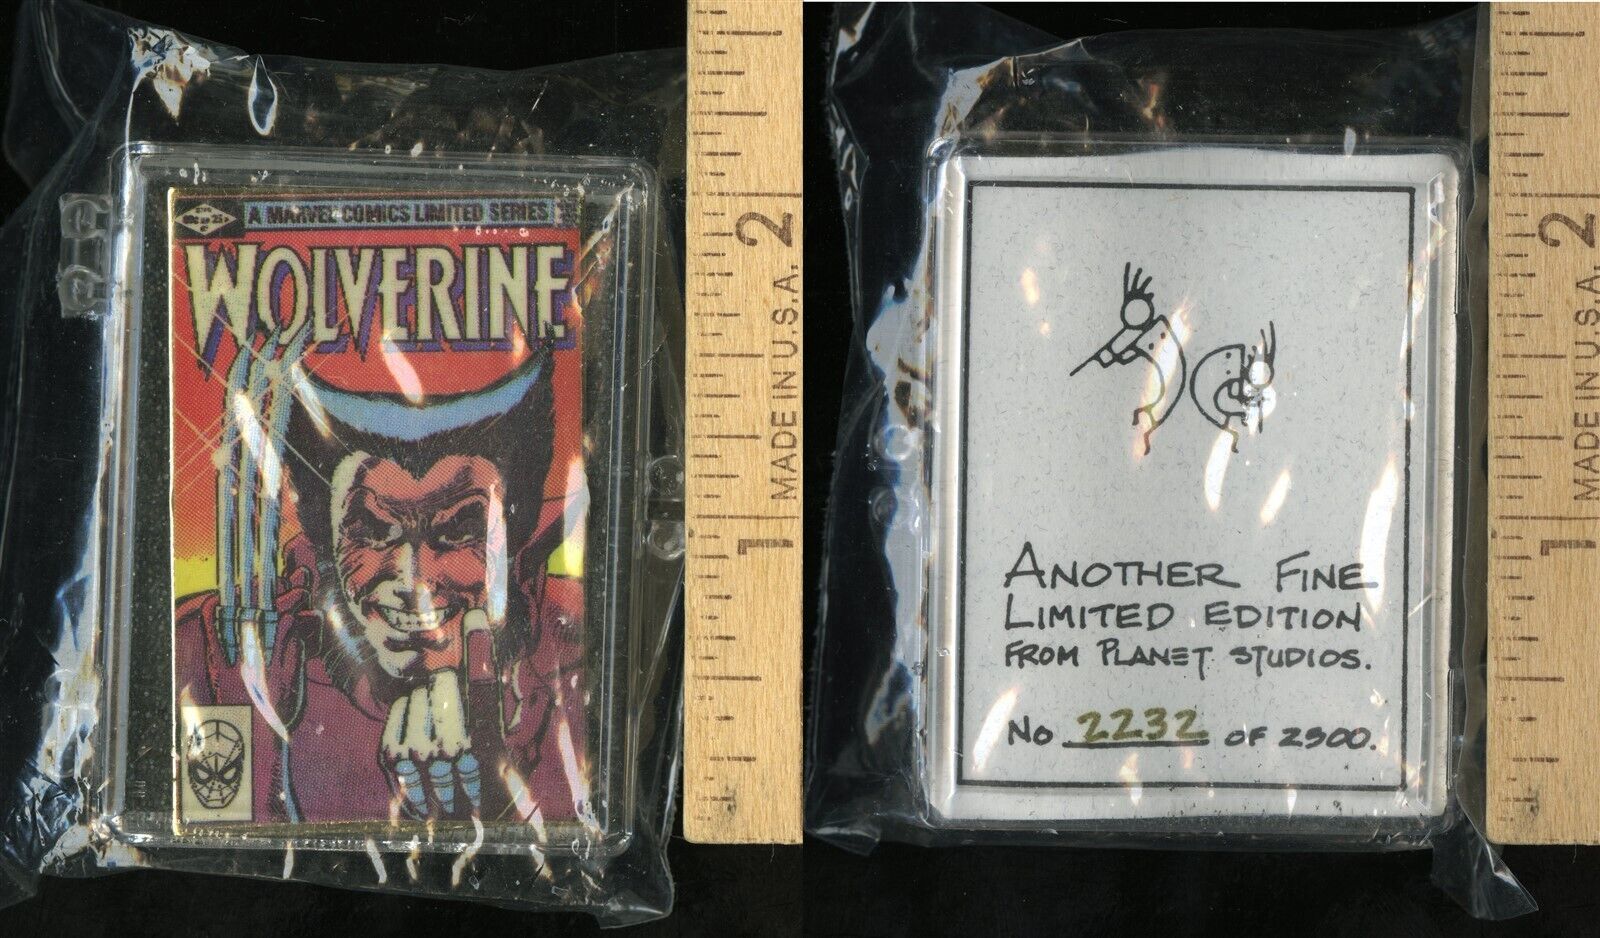 A MARVEL COMICS LIMITED SERIES
WOLVERINE
2
1
MADE IN U.S.A.
ANOTHER FINE
LIMITED EDITION
FROM PLANET STUDIOS.
NO 2232 OF 2500.
2
1
MADE IN U.S.A.